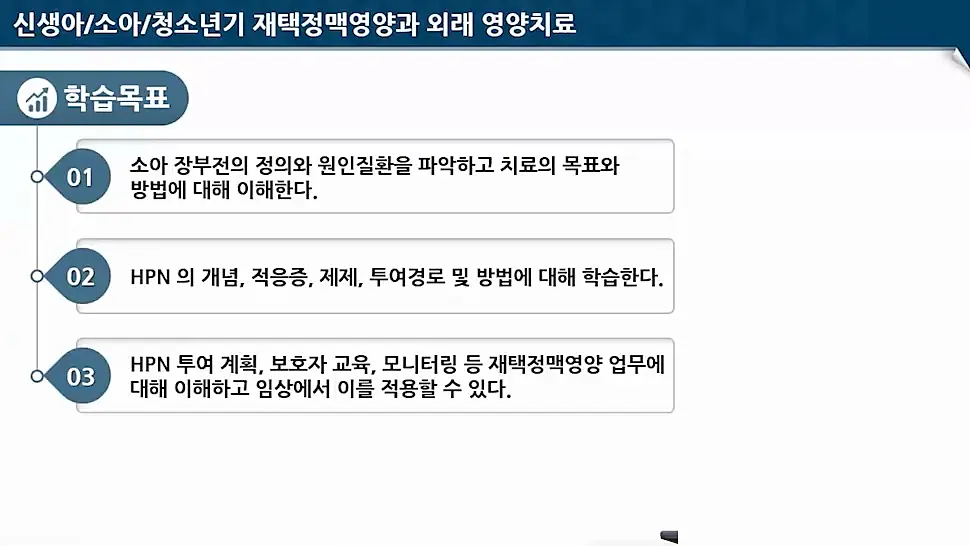 신생아/소아/청소년기 재택정맥영양과 외래 영양치료
학습목표
01
소아 장부전의 정의와 원인질환을 파악하고 치료의 목표와
방법에 대해 이해한다.
02
HPN 의 개념, 적응증, 제제, 투여경로 및 방법에 대해 학습한다.
03
HPN 투여 계획, 보호자 교육, 모니터링 등 재택정맥영양 업무에
대해 이해하고 임상에서 이를 적용할 수 있다.